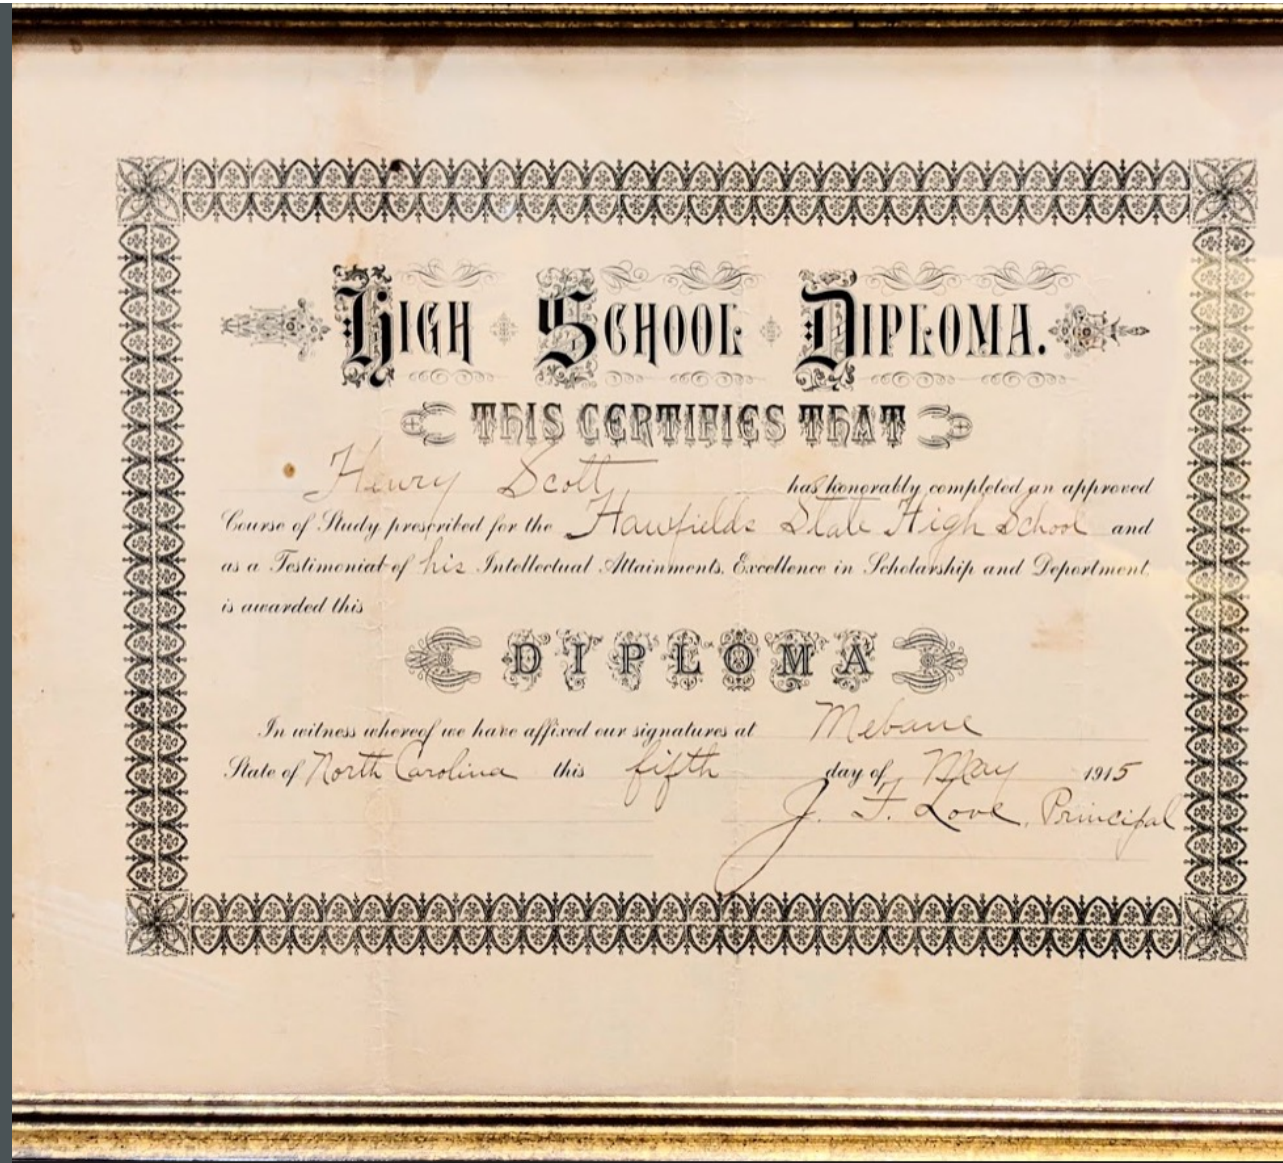 HIGH SCHOOL DIPLOMA.
THIS CERTIFIES THAT
Henry Scott has honorably completed an approved
Course of Study prescribed for the Hawfields State High School and
as a Testimonial of his Intellectual Attainments, Excellence in Scholarship and Deportment,
is awarded this
DIPLOMA
In witness whereof we have affixed our signatures at Mebane
State of North Carolina this fifth day of May 1915
J. F. Love, Principal